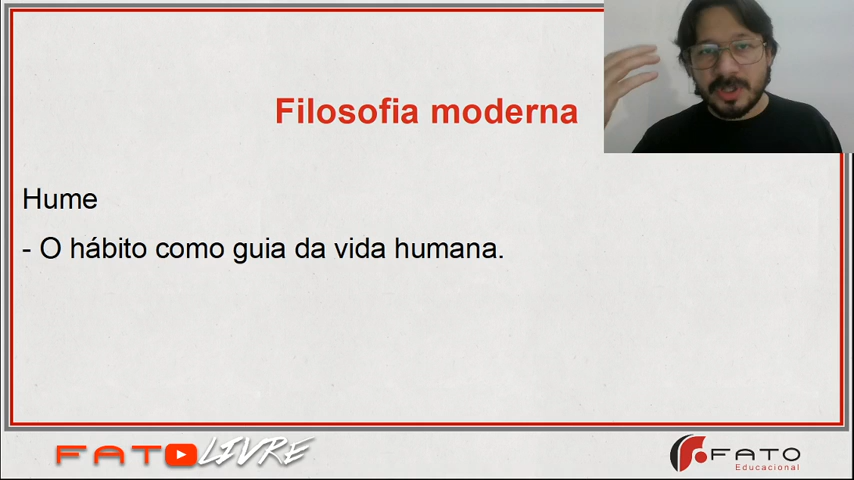 Filosofia moderna
Hume
- O hábito como guia da vida humana.
FATO LIVRE
FATO
Educacional